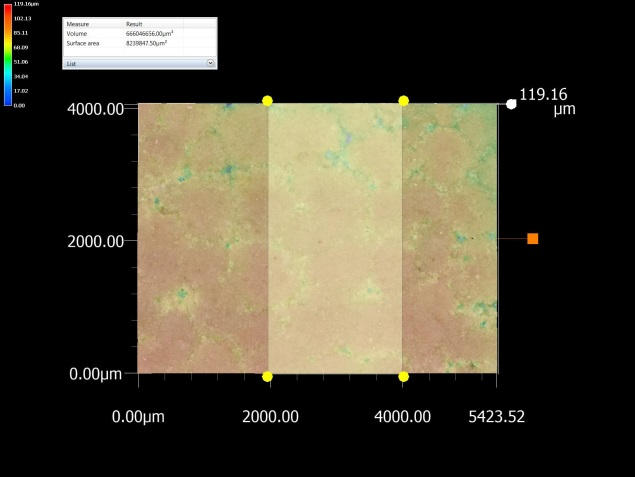 119.16µm
102.13
85.11
68.09
51.06
34.04
17.02
0.00
Measure Result
Volume 666046656.00µm³
Surface area 8239847.50µm²
List
119.16
µm
4000.00
2000.00
0.00µm
0.00µm 2000.00 4000.00 5423.52